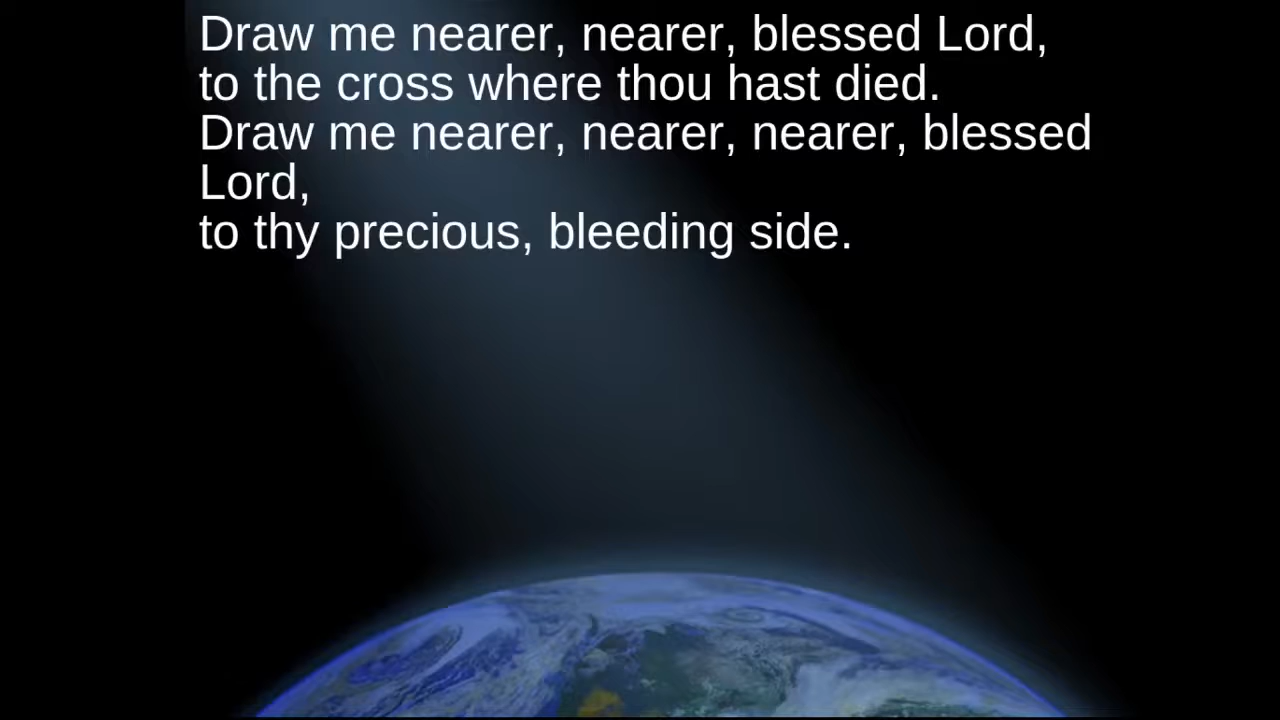 Draw me nearer, nearer, blessed Lord,
to the cross where thou hast died.
Draw me nearer, nearer, nearer, blessed
Lord,
to thy precious, bleeding side.